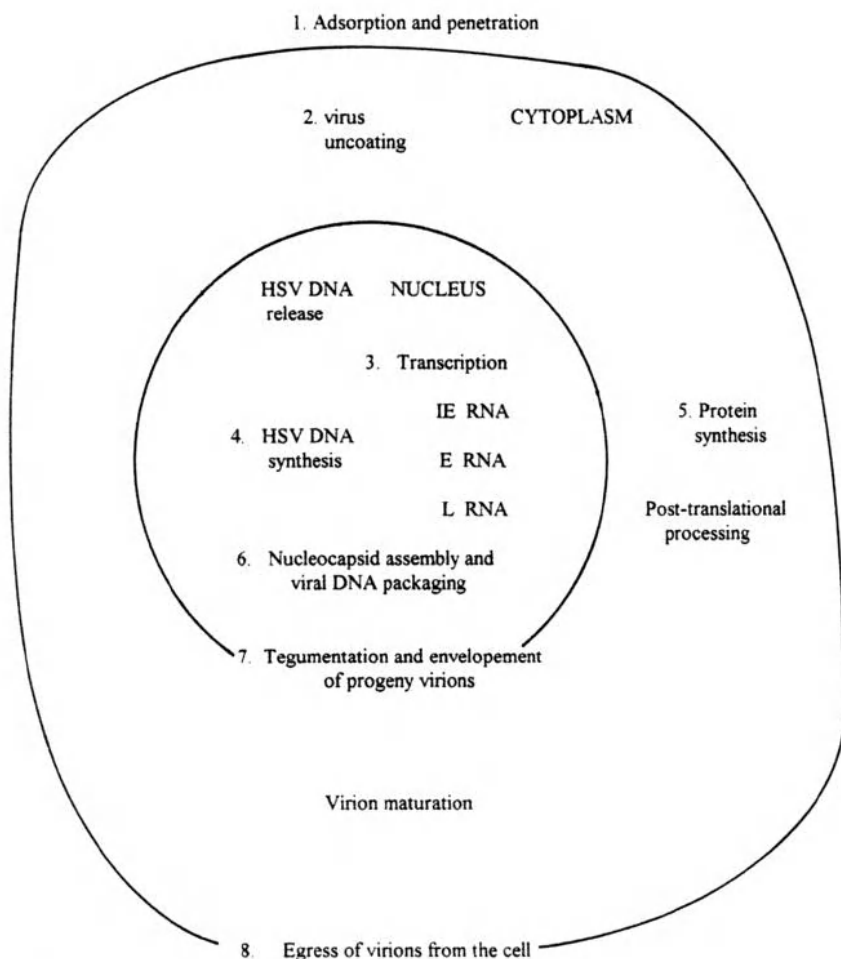 1. Adsorption and penetration
2. virus
uncoating
CYTOPLASM
HSV DNA
release
NUCLEUS
3. Transcription
IE RNA
4. HSV DNA
synthesis
E RNA
L RNA
5. Protein
synthesis
Post-translational
processing
6. Nucleocapsid assembly and
viral DNA packaging
7. Tegumentation and envelopement
of progeny virions
Virion maturation
8. Egress of virions from the cell